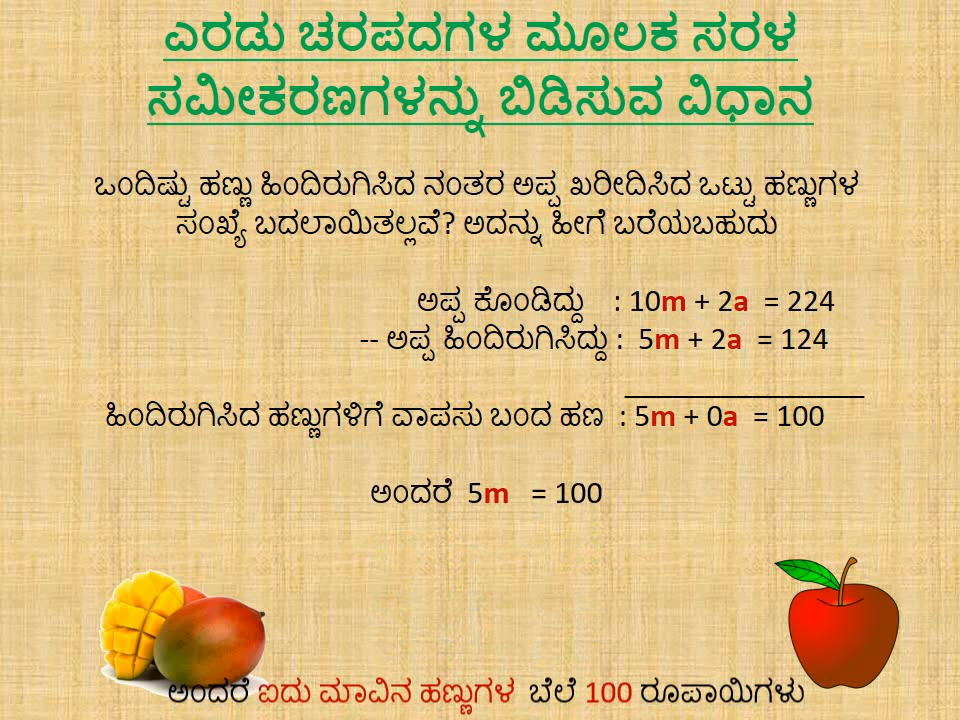 ಎರಡು ಚರಪದಗಳ ಮೂಲಕ ಸರಳ
ಸಮೀಕರಣಗಳನ್ನು ಬಿಡಿಸುವ ವಿಧಾನ
ಒಂದಿಷ್ಟು ಹಣ್ಣು ಹಿಂದಿರುಗಿಸಿದ ನಂತರ ಅಪ್ಪ ಖರೀದಿಸಿದ ಒಟ್ಟು ಹಣ್ಣುಗಳ
ಸಂಖ್ಯೆ ಬದಲಾಯಿತಲ್ಲವೆ? ಅದನ್ನು ಹೀಗೆ ಬರೆಯಬಹುದು
ಅಪ್ಪ ಕೊಂಡಿದ್ದು : 10m + 2a = 224
-- ಅಪ್ಪ ಹಿಂದಿರುಗಿಸಿದ್ದು : 5m + 2a = 124
ಹಿಂದಿರುಗಿಸಿದ ಹಣ್ಣುಗಳಿಗೆ ವಾಪಸು ಬಂದ ಹಣ : 5m + 0a = 100
ಅಂದರೆ 5m = 100
ಅಂದರೆ ಐದು ಮಾವಿನ ಹಣ್ಣುಗಳ ಬೆಲೆ 100 ರೂಪಾಯಿಗಳು